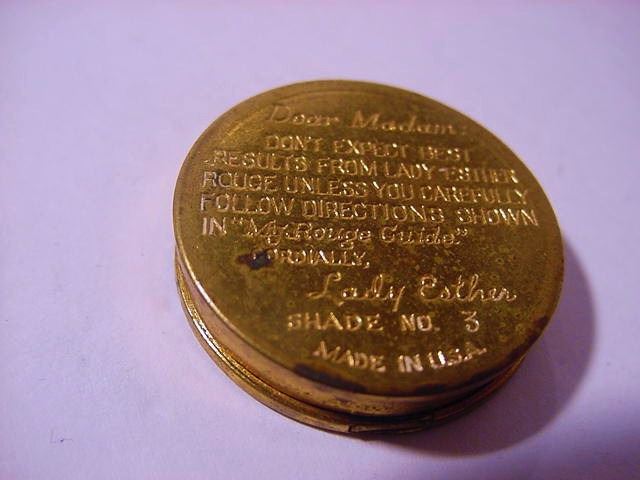 Dear Madam:
DON'T EXPECT BEST
RESULTS FROM LADY ESTHER
ROUGE UNLESS YOU CAREFULLY
FOLLOW DIRECTIONS SHOWN
IN "My Rouge Guide"
CORDIALLY,
Lady Esther
SHADE NO. 3
MADE IN U.S.A.